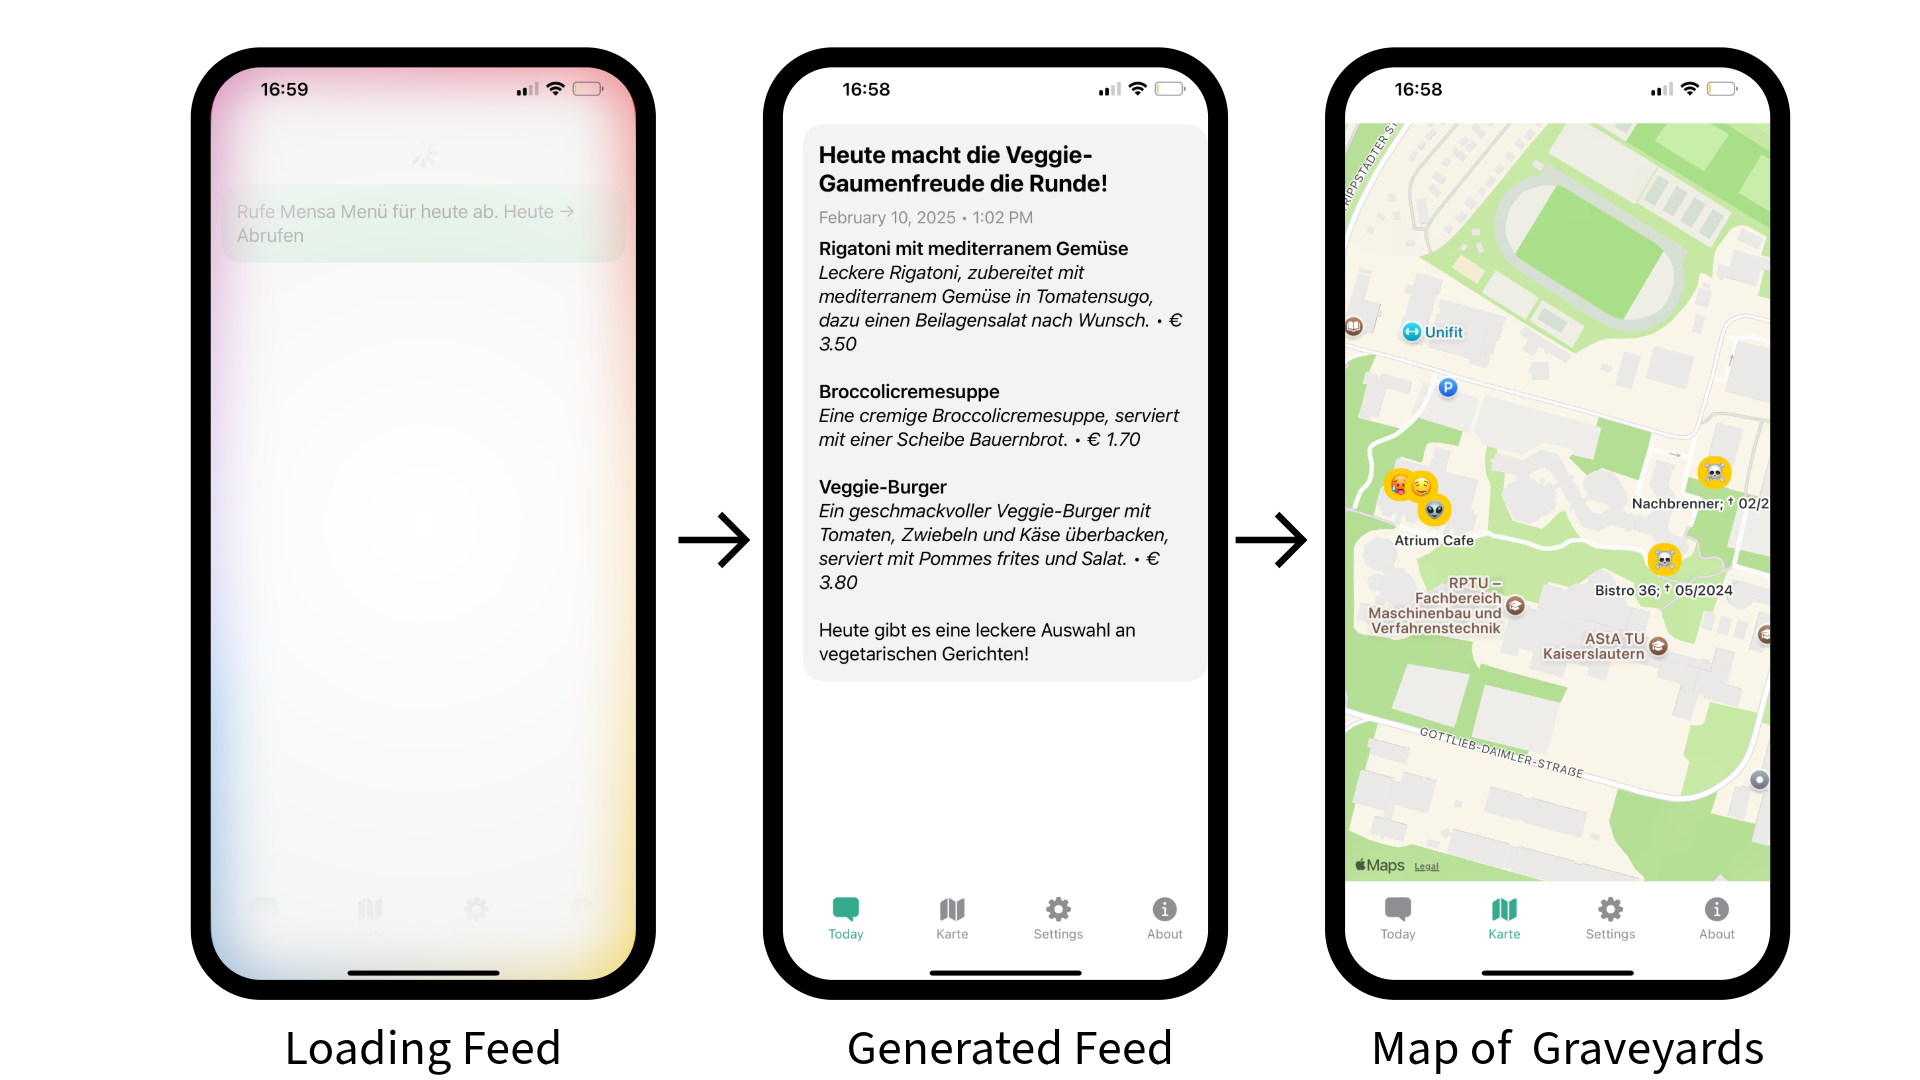 16:59
Rufe Mensa Menü für heute ab. Heute →
Abrufen
Loading Feed
16:58
Heute macht die Veggie-
Gaumenfreude die Runde!
February 10, 2025 • 1:02 PM
Rigatoni mit mediterranem Gemüse
Leckere Rigatoni, zubereitet mit
mediterranem Gemüse in Tomatensugo,
dazu einen Beilagensalat nach Wunsch. • €
3.50
Broccolicremesuppe
Eine cremige Broccolicremesuppe, serviert
mit einer Scheibe Bauernbrot. • € 1.70
Veggie-Burger
Ein geschmackvoller Veggie-Burger mit
Tomaten, Zwiebeln und Käse überbacken,
serviert mit Pommes frites und Salat. • €
3.80
Heute gibt es eine leckere Auswahl an
vegetarischen Gerichten!
Today Karte Settings About
Generated Feed
16:58
RIPPSTADTER ST
Unifit
P
Nachbrenner; † 02/2
Atrium Cafe
Bistro 36; † 05/2024
RPTU –
Fachbereich
Maschinenbau und
Verfahrenstechnik
AStA TU
Kaiserslautern
GOTTLIEB-DAIMLER-STRAßE
Maps Legal
Today Karte Settings About
Map of Graveyards